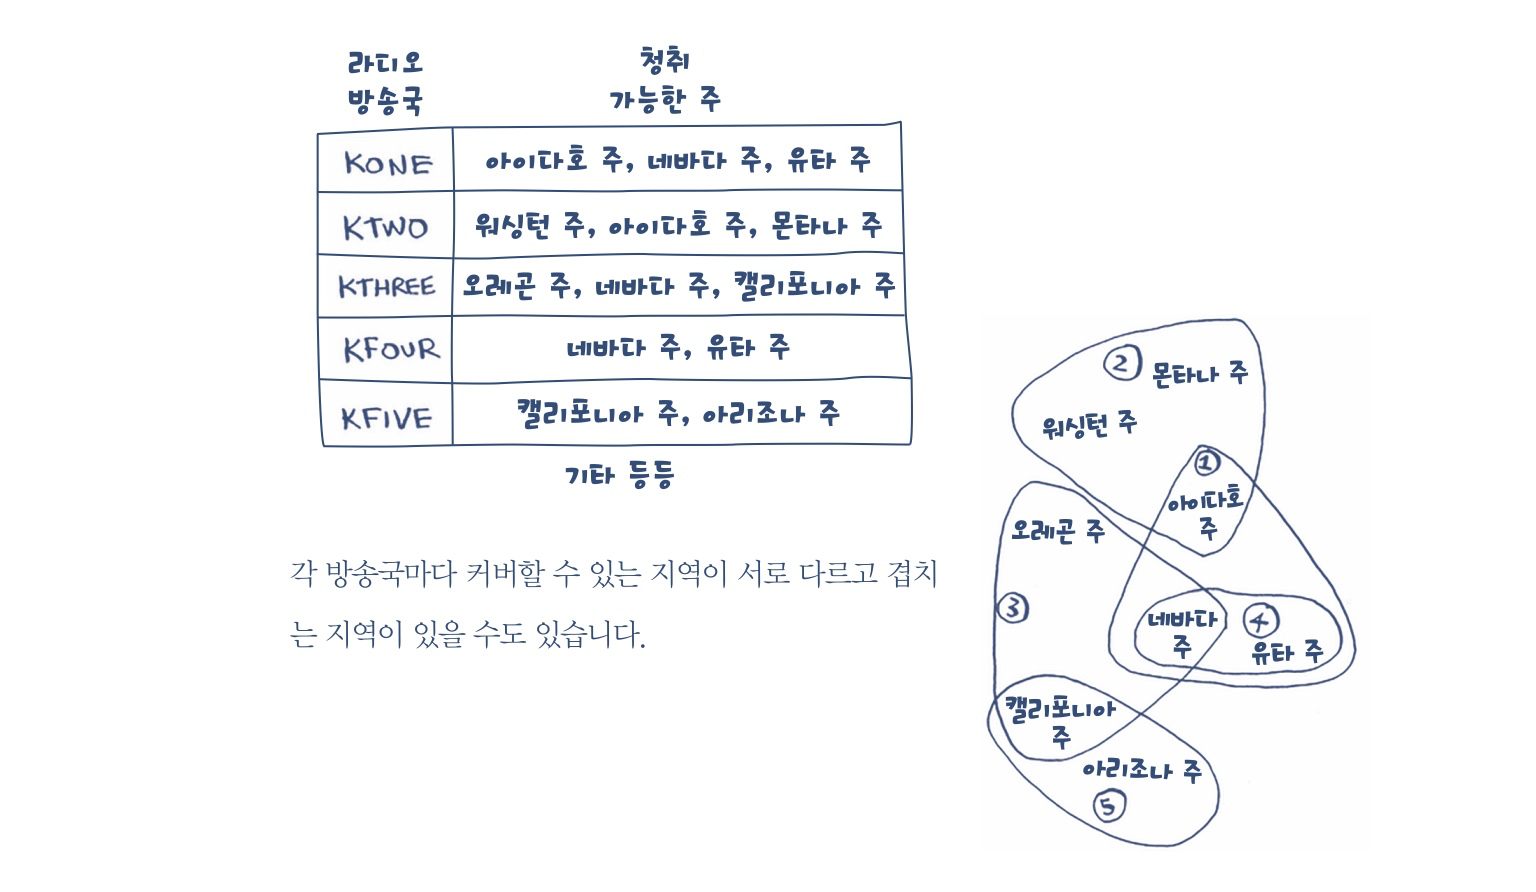 라디오 청취
방송국 가능한 주
KONE 아이다호 주, 네바다 주, 유타 주
KTWO 워싱턴 주, 아이다호 주, 몬타나 주
KTHREE 오레곤 주, 네바다 주, 캘리포니아 주
KFOUR 네바다 주, 유타 주
KFIVE 캘리포니아 주, 아리조나 주
기타 등등
각 방송국마다 커버할 수 있는 지역이 서로 다르고 겹치
는 지역이 있을 수도 있습니다.
2 몬타나 주
워싱턴 주
1
아이다호
주
오레곤 주
3
네바다
주
4
유타 주
캘리포니아
주
아리조나 주
5